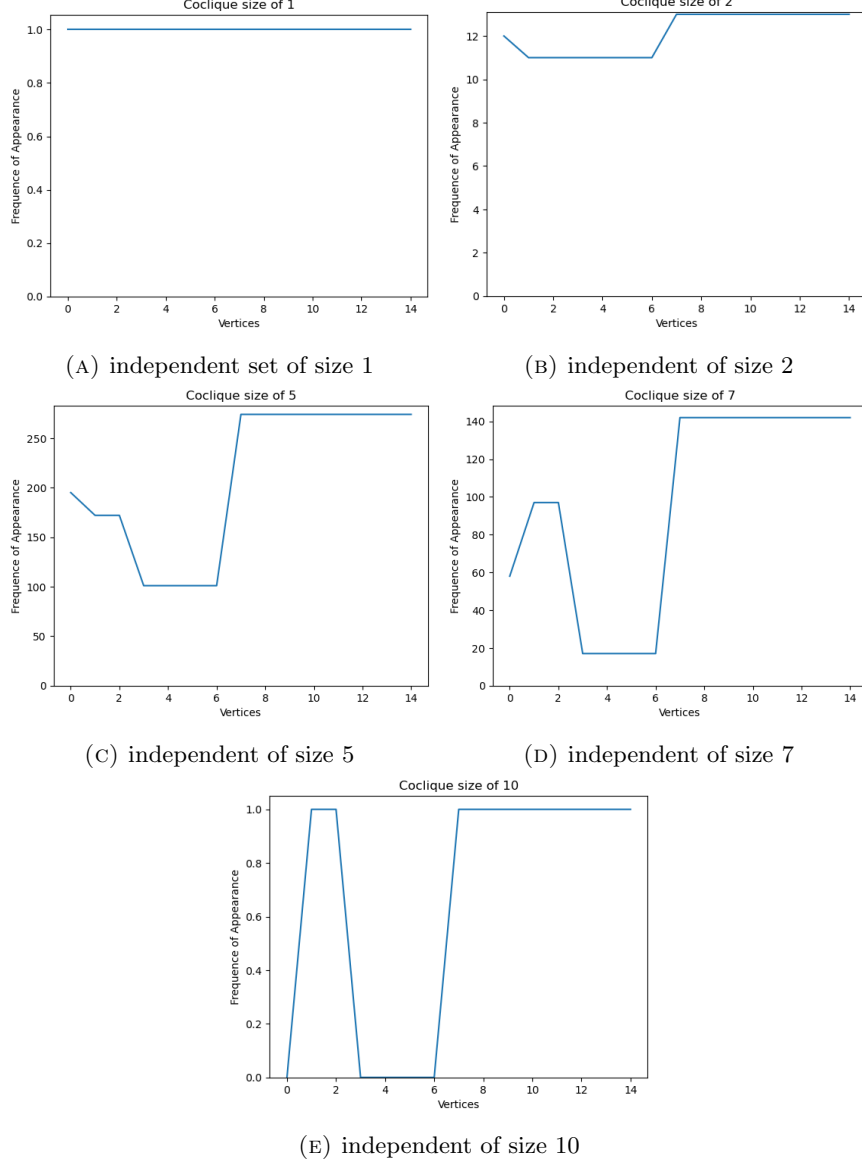 Coclique size of 1
1.0
0.8
0.6
0.4
0.2
0.0
Frequence of Appearance
0 2 4 6 8 10 12 14
Vertices
Coclique size of 2
12
10
8
6
4
2
0
Frequence of Appearance
0 2 4 6 8 10 12 14
Vertices
(A) independent set of size 1
(B) independent of size 2
Coclique size of 5
250
200
150
100
50
0
Frequence of Appearance
0 2 4 6 8 10 12 14
Vertices
Coclique size of 7
140
120
100
80
60
40
20
0
Frequence of Appearance
0 2 4 6 8 10 12 14
Vertices
(C) independent of size 5
(D) independent of size 7
Coclique size of 10
1.0
0.8
0.6
0.4
0.2
0.0
Frequence of Appearance
0 2 4 6 8 10 12 14
Vertices
(E) independent of size 10